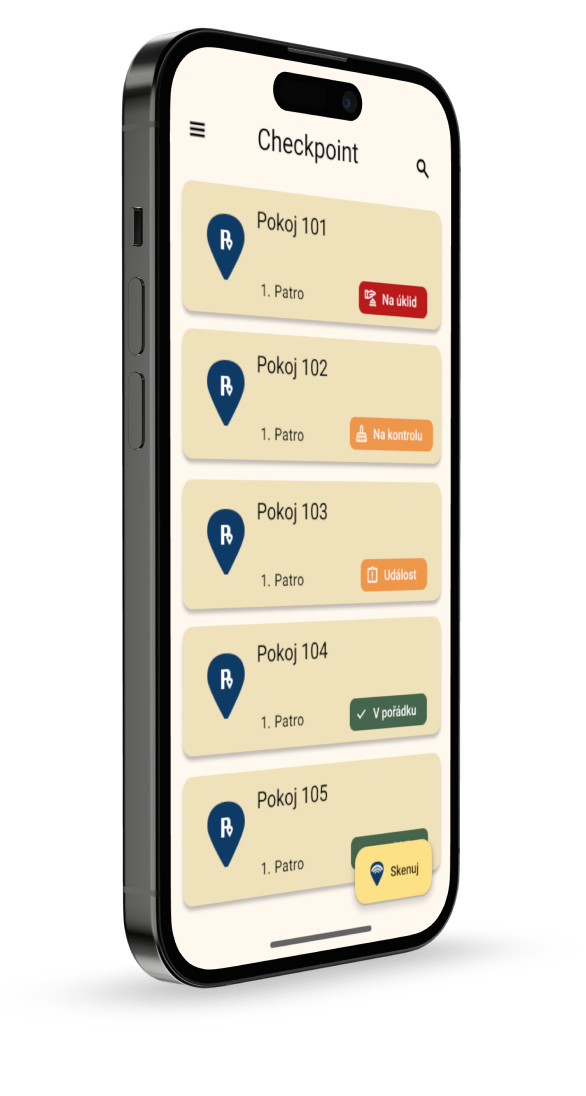 Checkpoint
Pokoj 101
1. Patro
Na úklid
Pokoj 102
1. Patro
Na kontrolu
Pokoj 103
1. Patro
Událost
Pokoj 104
1. Patro
V pořádku
Pokoj 105
1. Patro
Skenuj